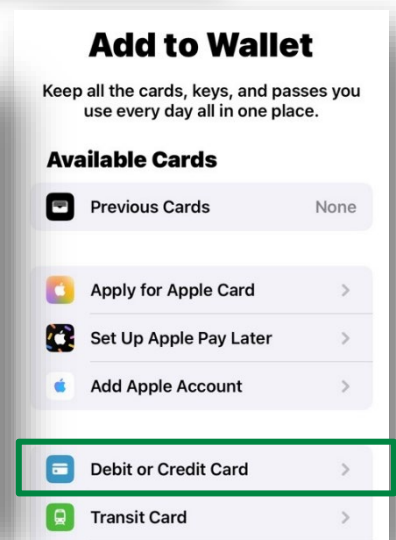 Add to Wallet
Keep all the cards, keys, and passes you
use every day all in one place.
Available Cards
Previous Cards None
Apply for Apple Card
Set Up Apple Pay Later
Add Apple Account
Debit or Credit Card
Transit Card